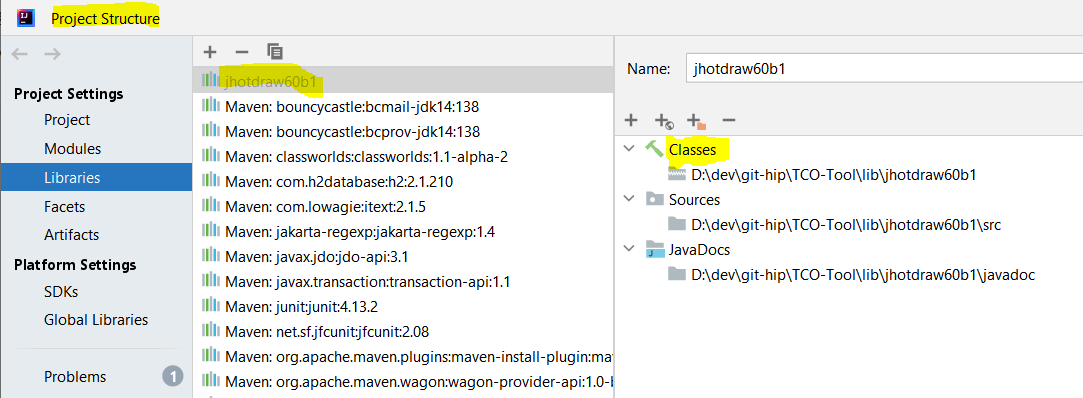 Project Structure
Project Settings
Project
Modules
Libraries
Facets
Artifacts
Platform Settings
SDKs
Global Libraries
Problems
1
jhotdraw60b1
Maven: bouncycastle:bcmail-jdk14:138
Maven: bouncycastle:bcprov-jdk14:138
Maven: classworlds:classworlds:1.1-alpha-2
Maven: com.h2database:h2:2.1.210
Maven: com.lowagie:itext:2.1.5
Maven: jakarta-regexp:jakarta-regexp:1.4
Maven: javax.jdo:jdo-api:3.1
Maven: javax.transaction:transaction-api:1.1
Maven: junit:junit:4.13.2
Maven: net.sf.jfcunit:jfcunit:2.08
Maven: org.apache.maven.plugins:maven-install-plugin:ma
Maven: org.apache.maven.wagon:wagon-provider-api:1.0-b
Name: jhotdraw60b1
Classes
D:\dev\git-hip\TCO-Tool\lib\jhotdraw60b1
Sources
D:\dev\git-hip\TCO-Tool\lib\jhotdraw60b1\src
JavaDocs
D:\dev\git-hip\TCO-Tool\lib\jhotdraw60b1\javadoc